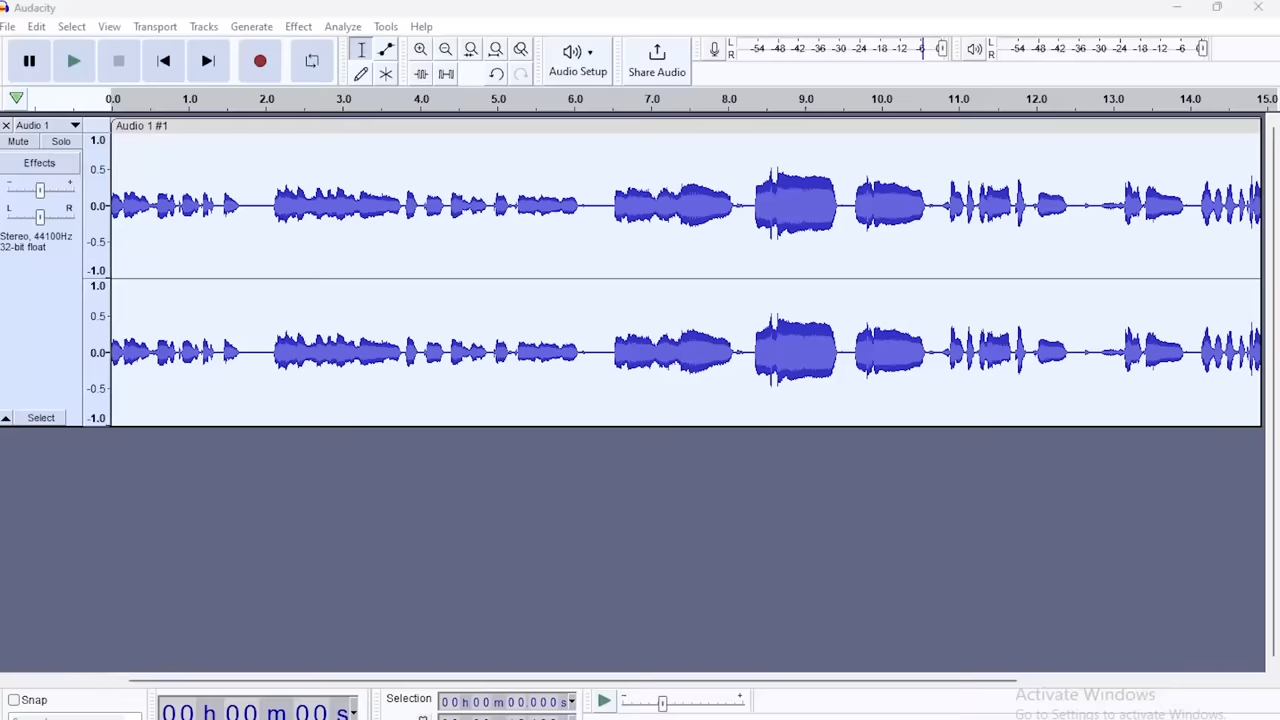 Audacity
File Edit Select View Transport Tracks Generate Effect Analyze Tools Help
L
R
-54 -48 -42 -36 -30 -24 -18 -12 -6
L
R
-54 -48 -42 -36 -30 -24 -18 -12 -6
Audio Setup
Share Audio
0.0 1.0 2.0 3.0 4.0 5.0 6.0 7.0 8.0 9.0 10.0 11.0 12.0 13.0 14.0 15.0
Audio 1
Audio 1 #1
Mute Solo
Effects
- +
L R
Stereo, 44100Hz
32-bit float
Select
1.0
0.5
0.0
-0.5
-1.0
1.0
0.5
0.0
-0.5
-1.0
Snap
00 h 00 m 00 s
Selection
00 h 00 m 00.000 s
- +
Activate Windows
Go to Settings to activate Windows.